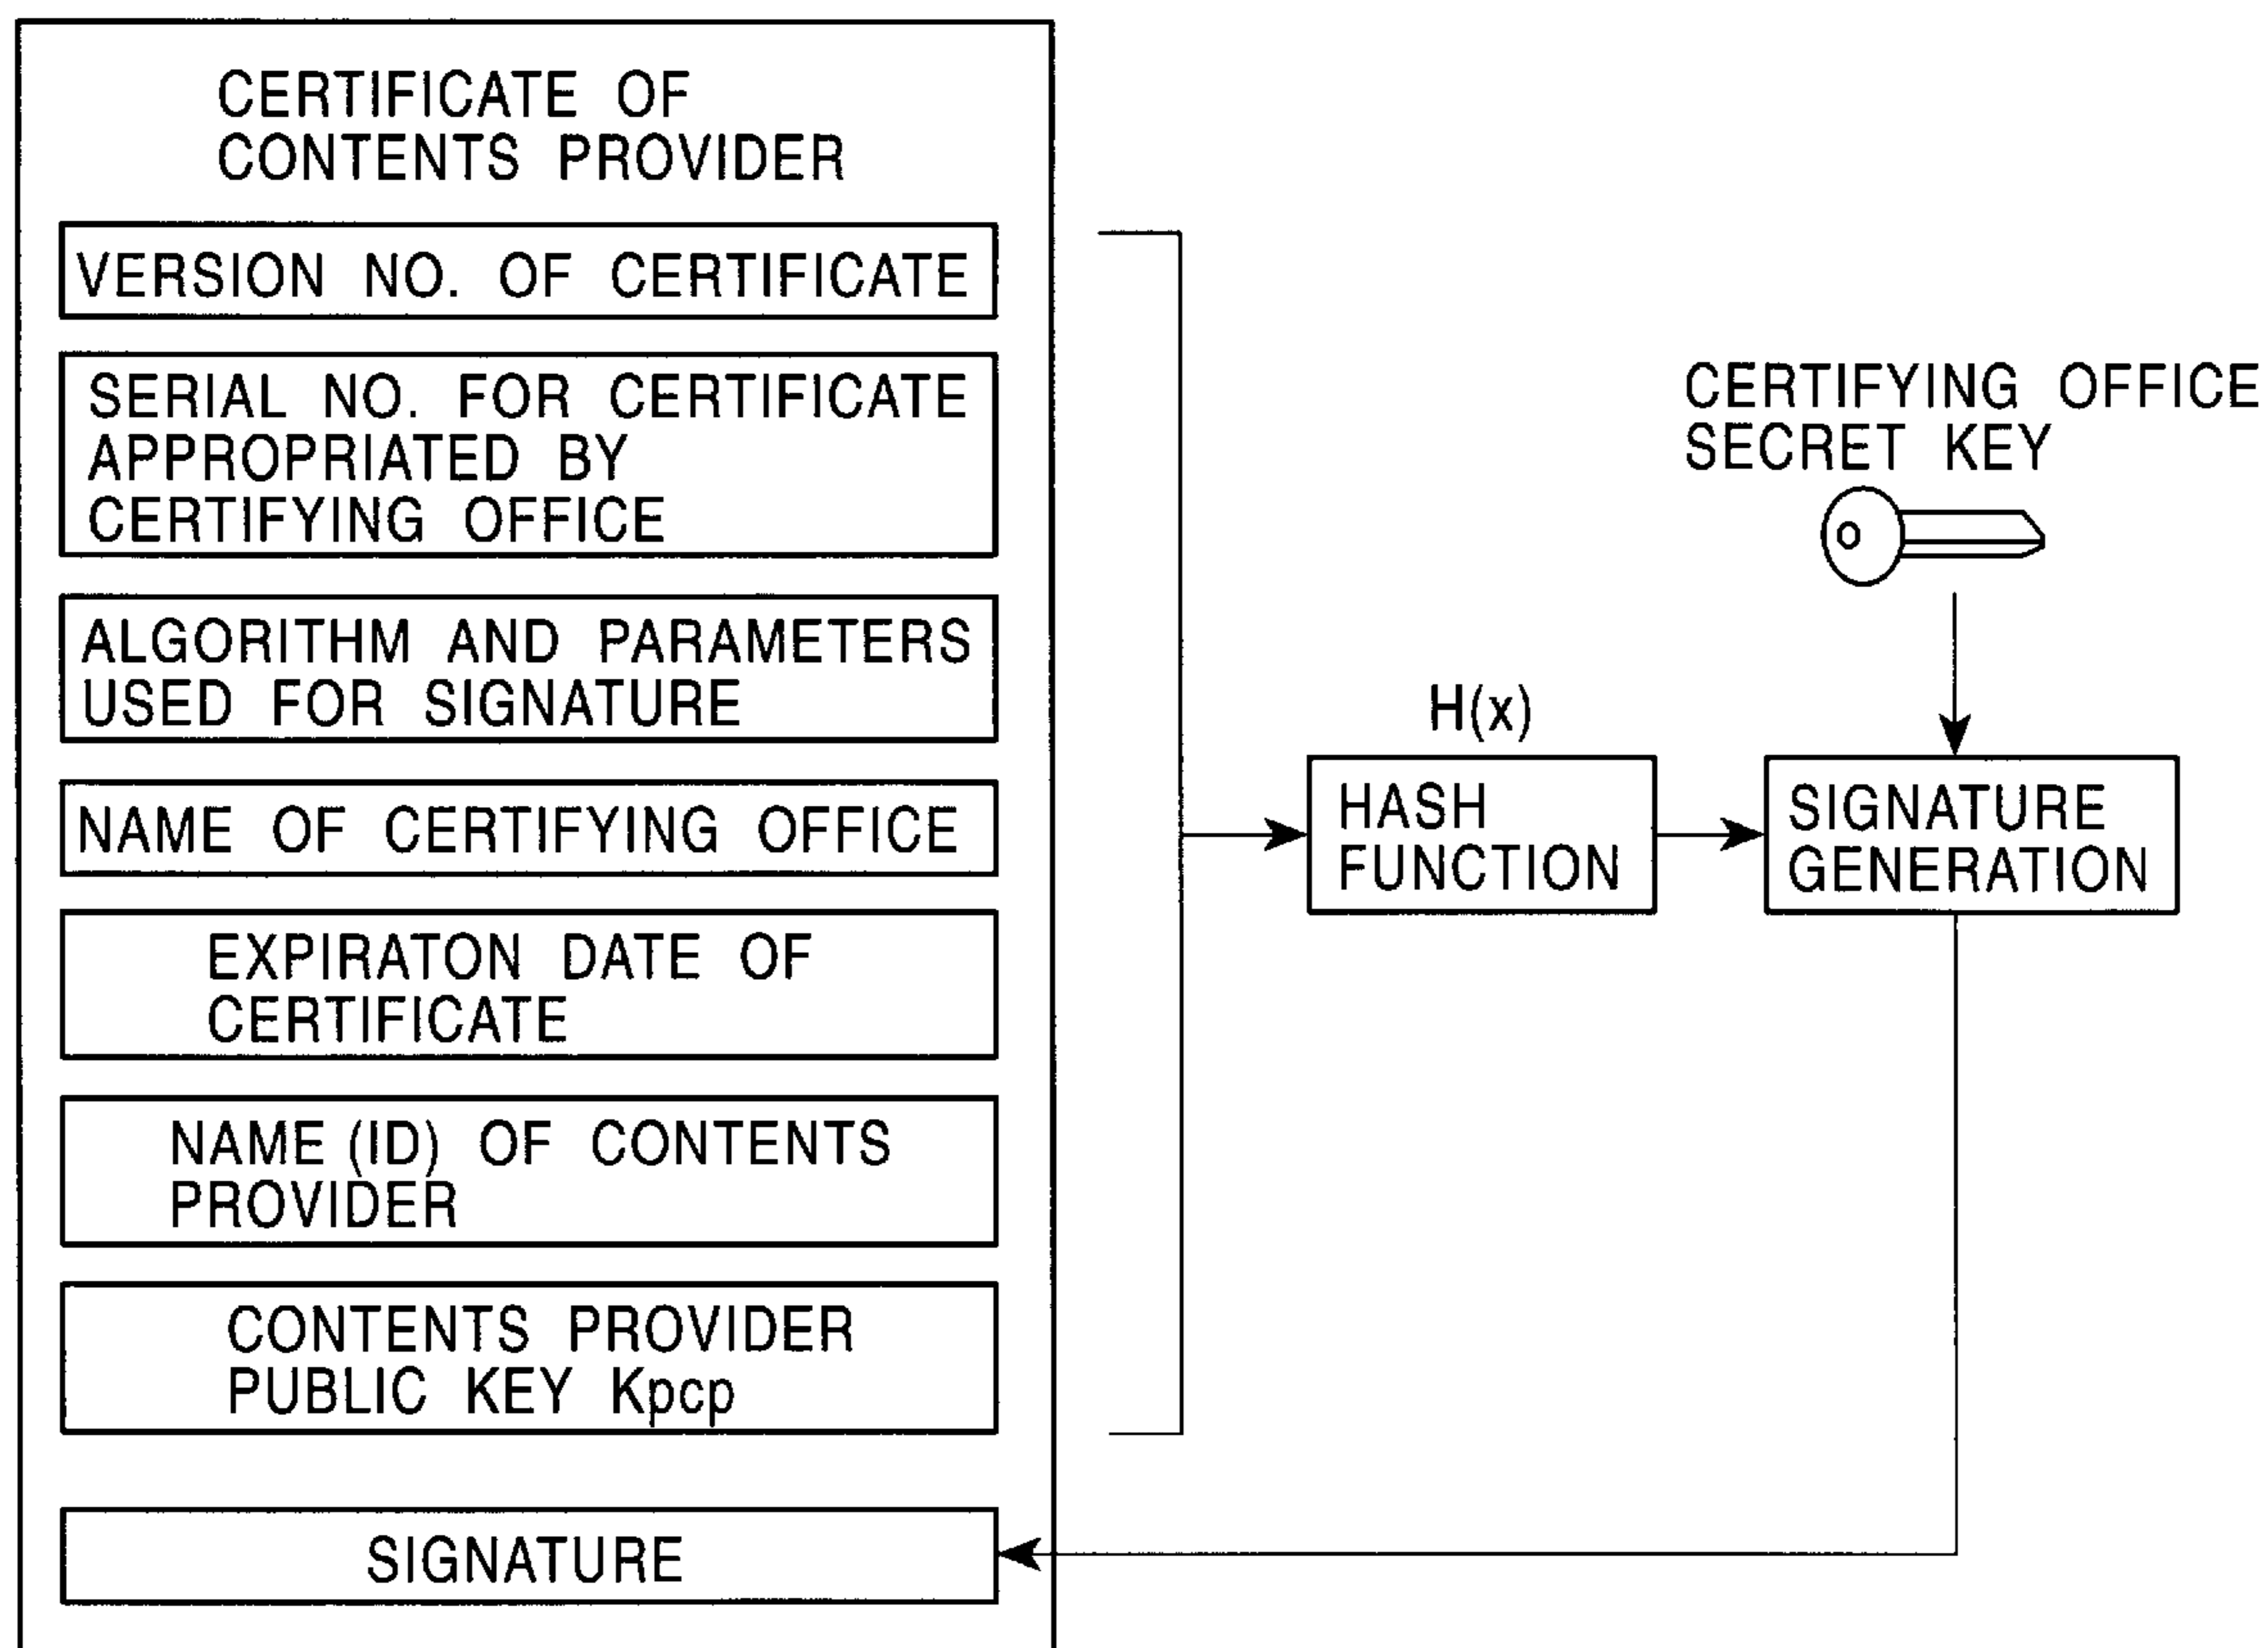 CERTIFICATE OF
CONTENTS PROVIDER
VERSION NO. OF CERTIFICATE
SERIAL NO. FOR CERTIFICATE
APPROPRIATED BY
CERTIFYING OFFICE
ALGORITHM AND PARAMETERS
USED FOR SIGNATURE
NAME OF CERTIFYING OFFICE
EXPIRATON DATE OF
CERTIFICATE
NAME (ID) OF CONTENTS
PROVIDER
CONTENTS PROVIDER
PUBLIC KEY Kpcp
SIGNATURE
H(x)
HASH
FUNCTION
CERTIFYING OFFICE
SECRET KEY
SIGNATURE
GENERATION